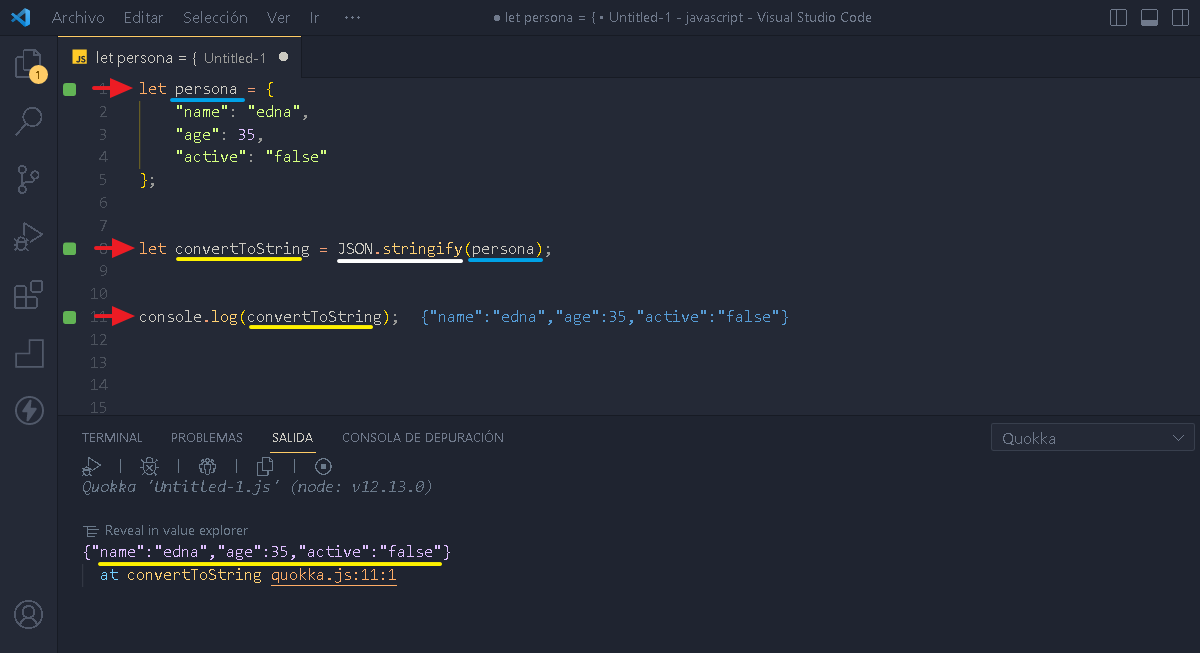 Archivo Editar Selección Ver Ir ··· ● let persona = { • Untitled-1 - javascript - Visual Studio Code
JS let persona = { Untitled-1 ●
1
1 let persona = {
2 "name": "edna",
3 "age": 35,
4 "active": "false"
5 };
6
7
8 let convertToString = JSON.stringify(persona);
9
10
11 console.log(convertToString); {"name":"edna","age":35,"active":"false"}
12
13
14
15
TERMINAL PROBLEMAS SALIDA CONSOLA DE DEPURACIÓN Quokka
Quokka 'Untitled-1.js' (node: v12.13.0)
Reveal in value explorer
{"name":"edna","age":35,"active":"false"}
at convertToString quokka.js:11:1